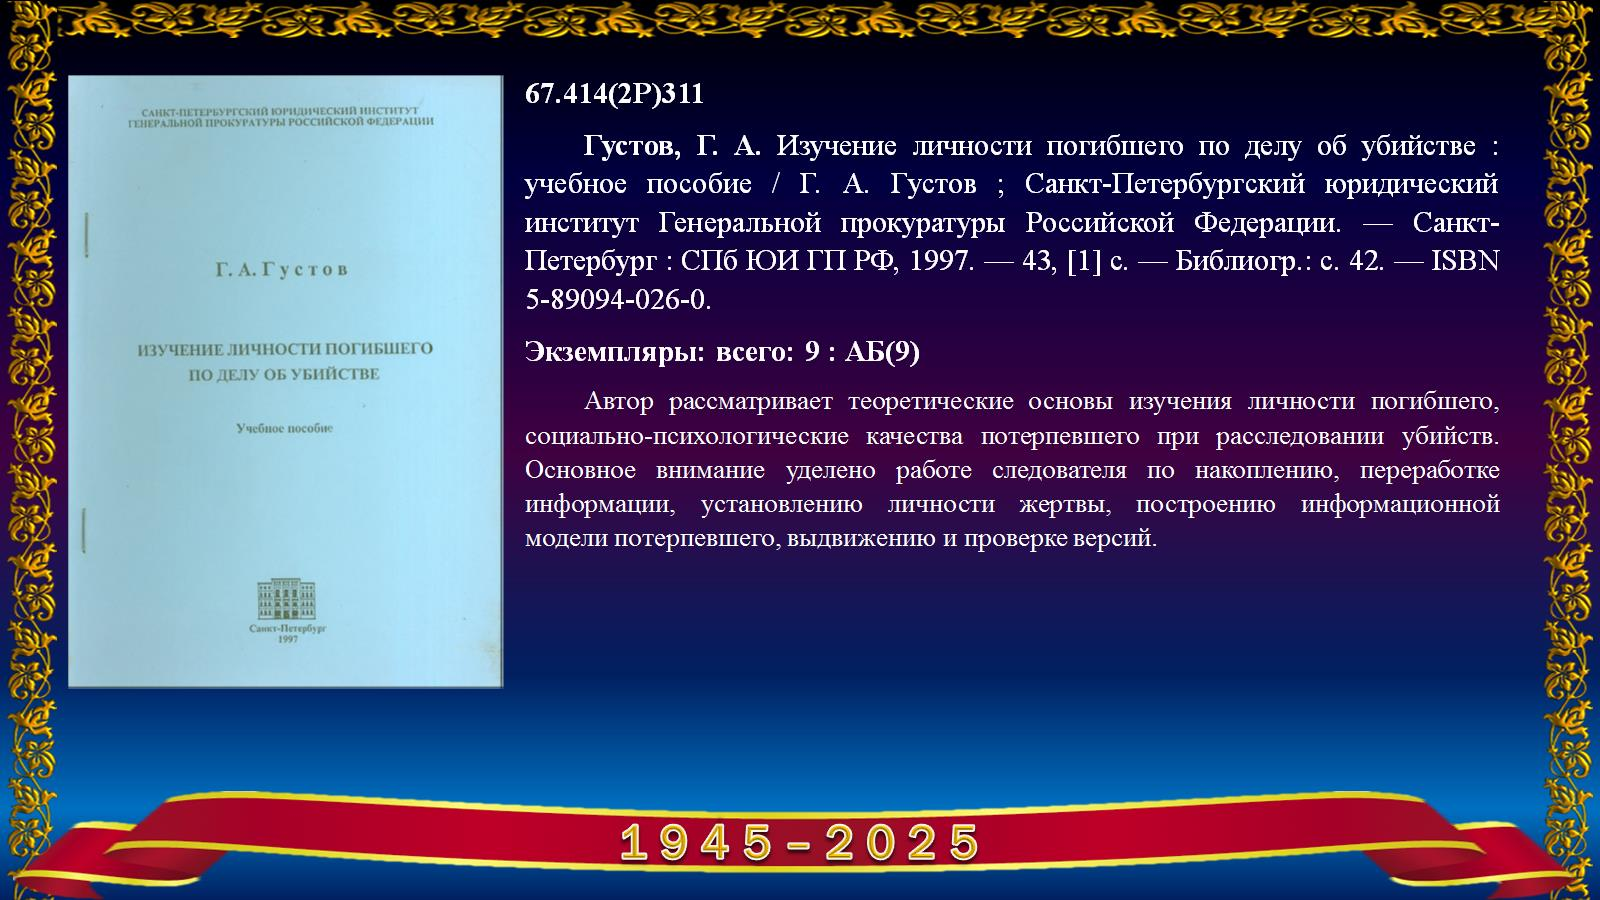 САНКТ-ПЕТЕРБУРГСКИЙ ЮРИДИЧЕСКИЙ ИНСТИТУТ
ГЕНЕРАЛЬНОЙ ПРОКУРАТУРЫ РОССИЙСКОЙ ФЕДЕРАЦИИ
Г. А. Густов
ИЗУЧЕНИЕ ЛИЧНОСТИ ПОГИБШЕГО
ПО ДЕЛУ ОБ УБИЙСТВЕ
Учебное пособие
Санкт-Петербург
1997
67.414(2Р)311
Густов, Г. А. Изучение личности погибшего по делу об убийстве :
учебное пособие / Г. А. Густов ; Санкт-Петербургский юридический
институт Генеральной прокуратуры Российской Федерации. — Санкт-
Петербург : СПб ЮИ ГП РФ, 1997. — 43, [1] с. — Библиогр.: с. 42. — ISBN
5-89094-026-0.
Экземпляры: всего: 9 : АБ(9)
Автор рассматривает теоретические основы изучения личности погибшего,
социально-психологические качества потерпевшего при расследовании убийств.
Основное внимание уделено работе следователя по накоплению, переработке
информации, установлению личности жертвы, построению информационной
модели потерпевшего, выдвижению и проверке версий.
1945–2025